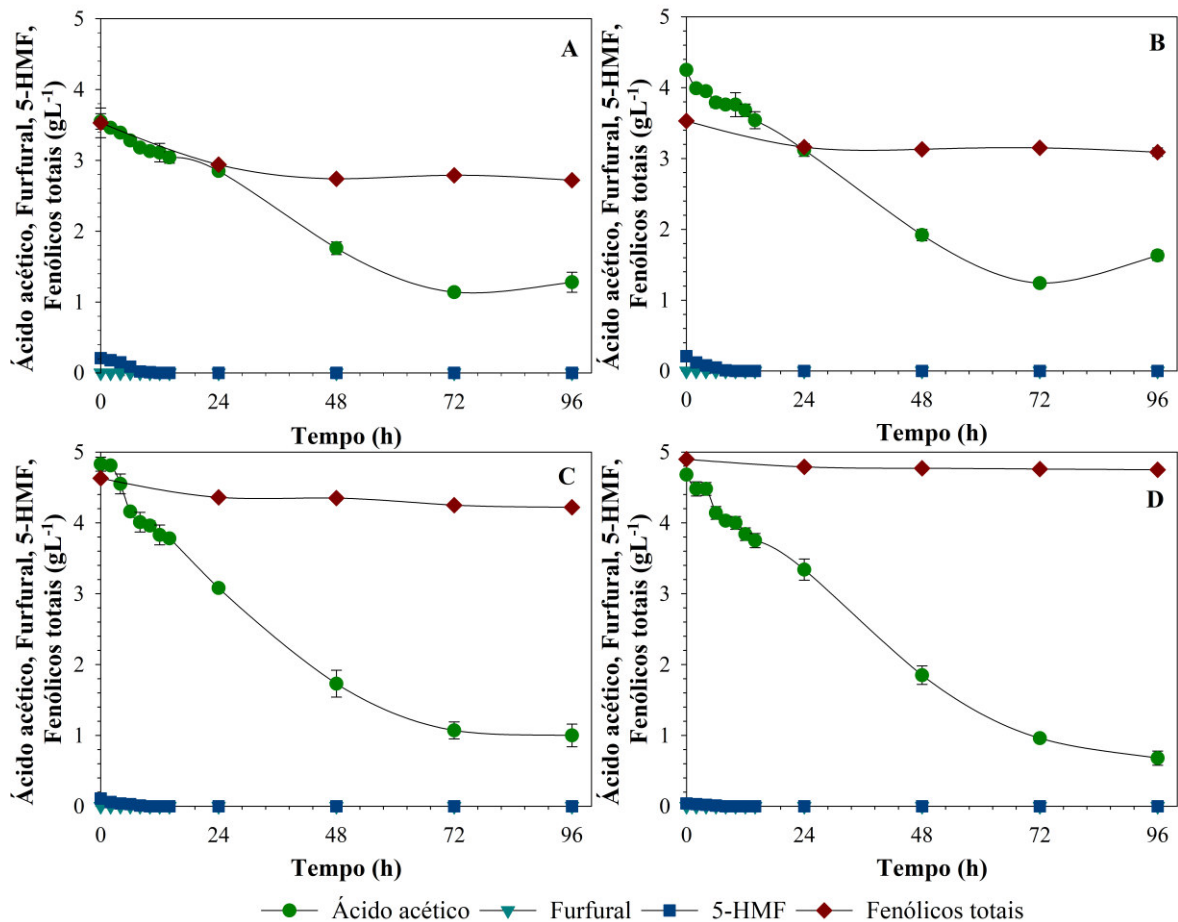 Ácido acético, Furfural, 5-HMF,
Fenólicos totais (gL⁻¹)
5
4
3
2
1
0
A
0 24 48 72 96
Tempo (h)
Ácido acético, Furfural, 5-HMF,
Fenólicos totais (gL⁻¹)
5
4
3
2
1
0
B
0 24 48 72 96
Tempo (h)
Ácido acético, Furfural, 5-HMF,
Fenólicos totais (gL⁻¹)
5
4
3
2
1
0
C
0 24 48 72 96
Tempo (h)
Ácido acético, Furfural, 5-HMF,
Fenólicos totais (gL⁻¹)
5
4
3
2
1
0
D
0 24 48 72 96
Tempo (h)
Ácido acético Furfural 5-HMF Fenólicos totais